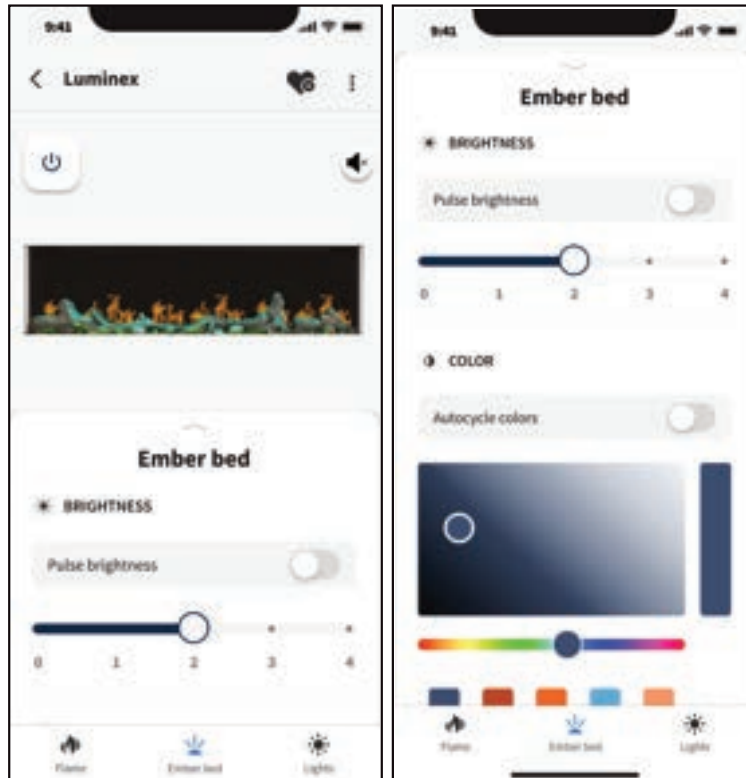 9:41
Luminex
Ember bed
BRIGHTNESS
Pulse brightness
0 1 2 3 4
Flame Ember bed Lights
9:41
Ember bed
BRIGHTNESS
Pulse brightness
0 1 2 3 4
COLOR
Autocycle colors
Flame Ember bed Lights